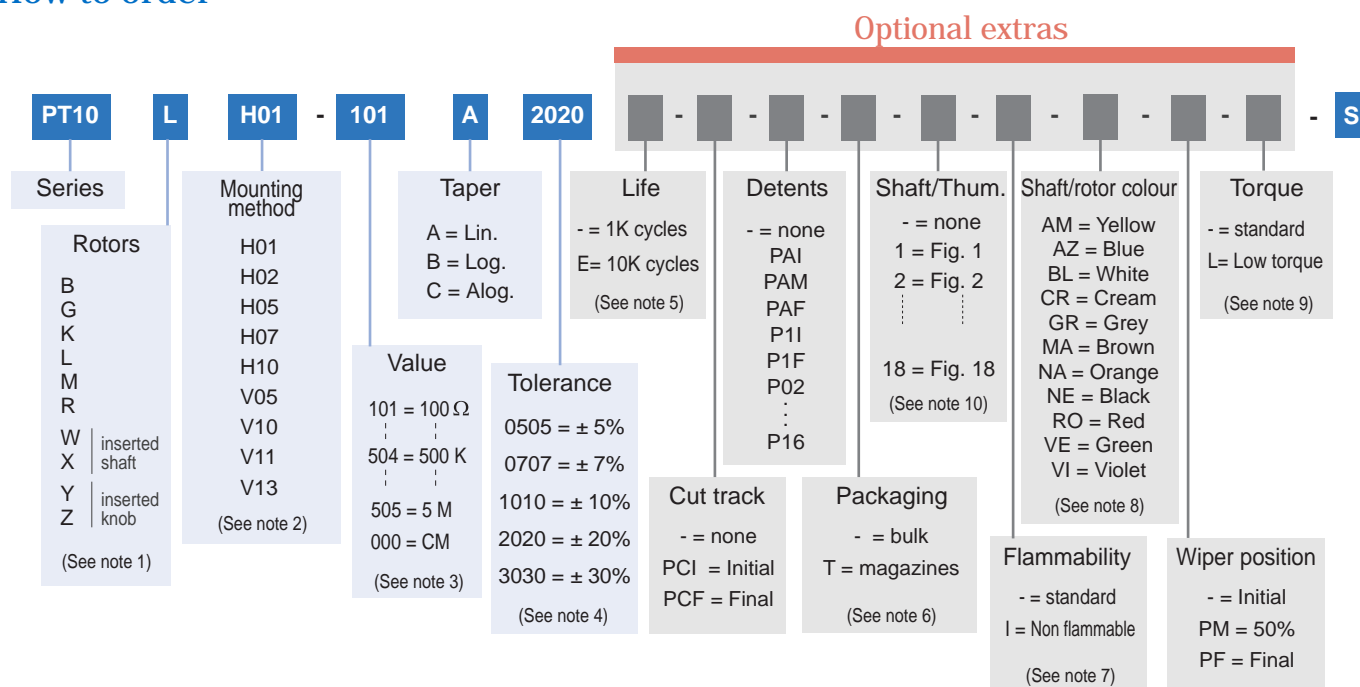 How to order
Optional extras
PT10 L H01 - 101 A 2020 - - - - - - - - - S
Series
Rotors
B
G
K
L
M
R
W
X
inserted
shaft
Y
Z
inserted
knob
(See note 1)
Mounting
method
H01
H02
H05
H07
H10
V05
V10
V11
V13
(See note 2)
Value
101 = 100 Ω
504 = 500 K
505 = 5 M
000 = CM
(See note 3)
Taper
A = Lin.
B = Log.
C = Alog.
Tolerance
0505 = ± 5%
0707 = ± 7%
1010 = ± 10%
2020 = ± 20%
3030 = ± 30%
(See note 4)
Life
- = 1K cycles
E= 10K cycles
(See note 5)
Cut track
- = none
PCI = Initial
PCF = Final
Detents
- = none
PAI
PAM
PAF
P1I
P1F
P02
P16
Packaging
- = bulk
T = magazines
(See note 6)
Shaft/Thum.
- = none
1 = Fig. 1
2 = Fig. 2
18 = Fig. 18
(See note 10)
Flammability
- = standard
I = Non flammable
(See note 7)
Shaft/rotor colour
AM = Yellow
AZ = Blue
BL = White
CR = Cream
GR = Grey
MA = Brown
NA = Orange
NE = Black
RO = Red
VE = Green
VI = Violet
(See note 8)
Wiper position
- = Initial
PM = 50%
PF = Final
Torque
- = standard
L= Low torque
(See note 9)